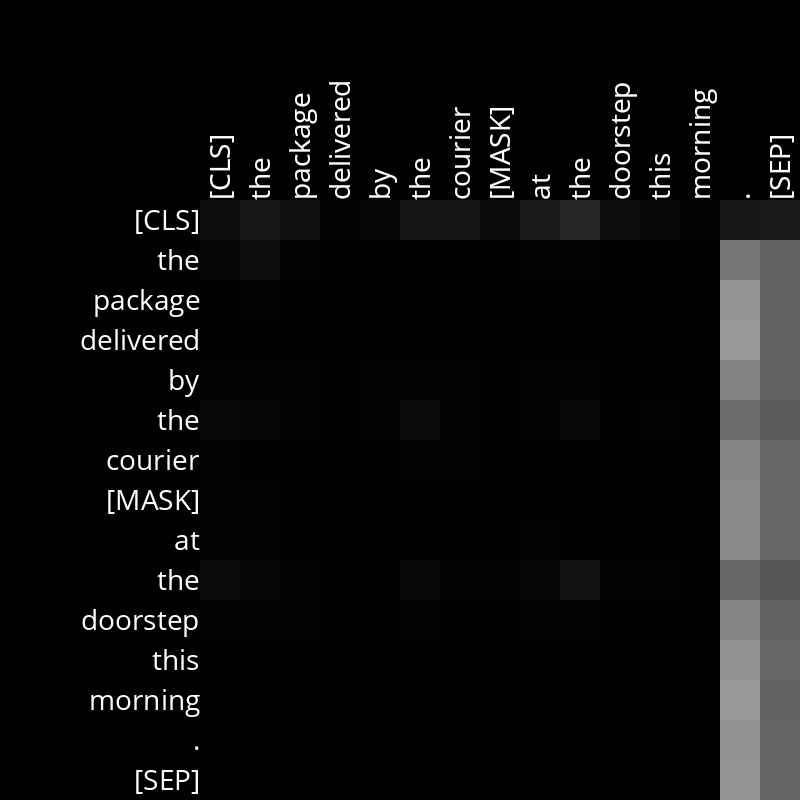 [CLS] the package delivered by the courier [MASK] at the doorstep this morning . [SEP]
[CLS]
the
package
delivered
by
the
courier
[MASK]
at
the
doorstep
this
morning
.
[SEP]